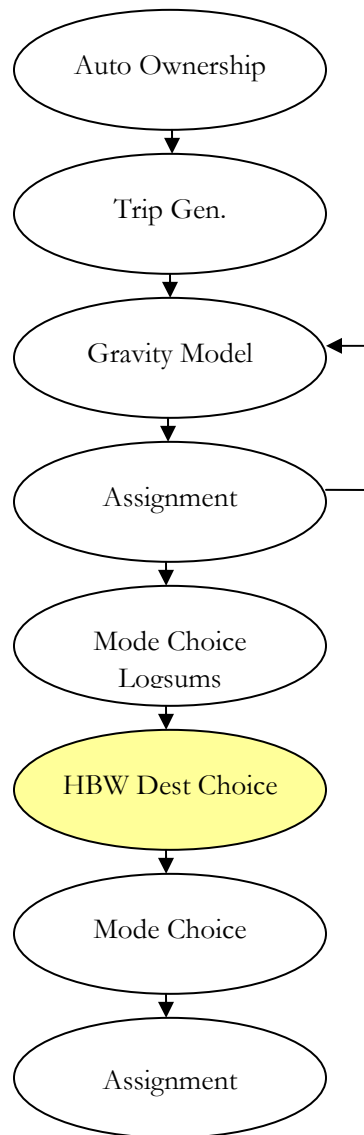 Auto Ownership
Trip Gen.
Gravity Model
Assignment
Mode Choice
Logsums
HBW Dest Choice
Mode Choice
Assignment